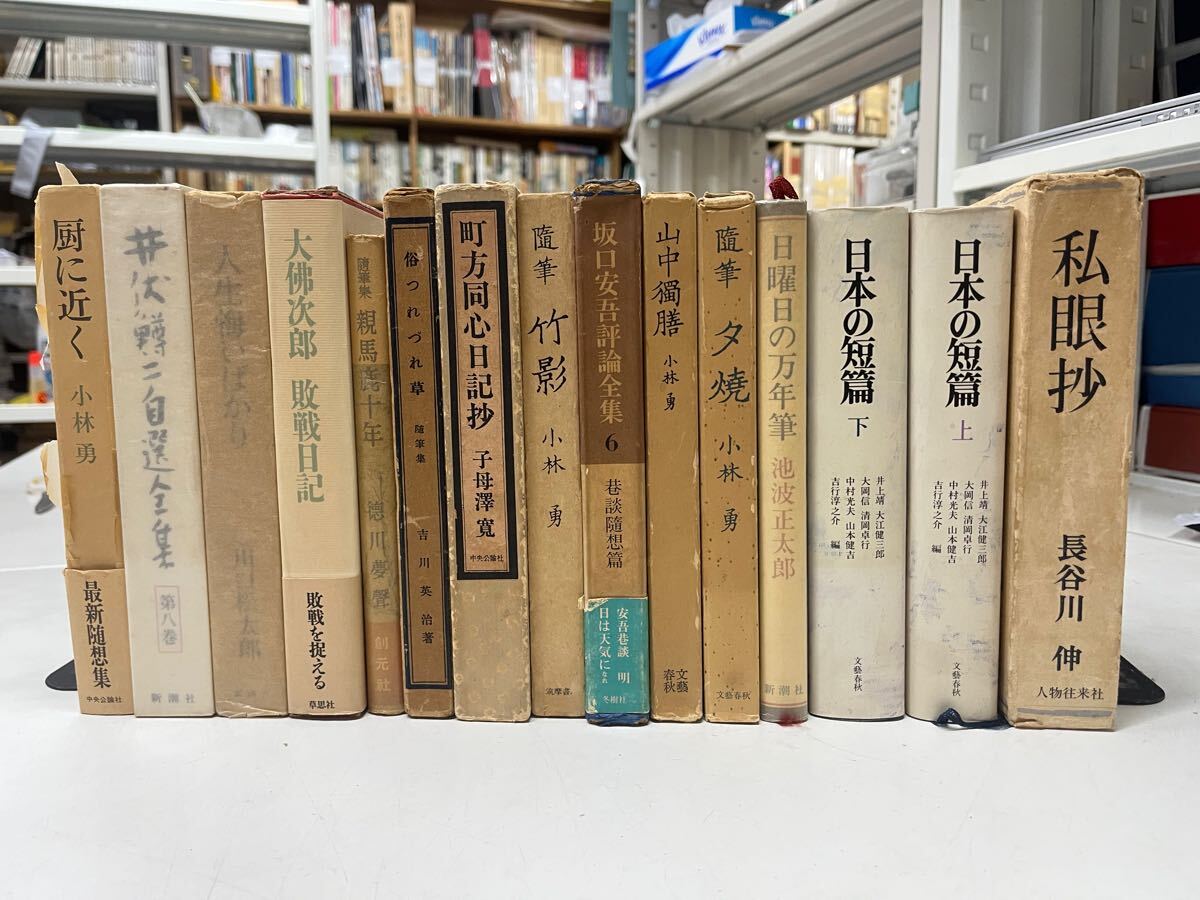 厨に近く
小林 勇
最新随想集
中央公論社
井伏鱒二自選全集
第八巻
新潮社
大佛次郎 敗戦日記
敗戦を捉える
草思社
随筆集
親馬鹿十年
徳川夢聲
創元社
俗つれづれ草
随筆集
吉川英治著
町方同心日記抄
子母澤 寛
中央公論社
隨筆 竹影
小林 勇
筑摩書
坂口安吾評論全集 6
巷談随想篇
安吾巷談 明
日は天気になれ
冬樹社
山中獨膳
小林 勇
文藝
春秋
隨筆 夕焼
小林 勇
文藝春秋
日曜日の万年筆
池波正太郎
新潮社
日本の短篇 下
井上靖 大江健三郎
大岡信 清岡卓行
中村光夫 山本健吉
吉行淳之介 編
文藝春秋
日本の短篇 上
井上靖 大江健三郎
大岡信 清岡卓行
中村光夫 山本健吉
吉行淳之介 編
文藝春秋
私眼抄
長谷川 伸
人物往来社
Kleenex